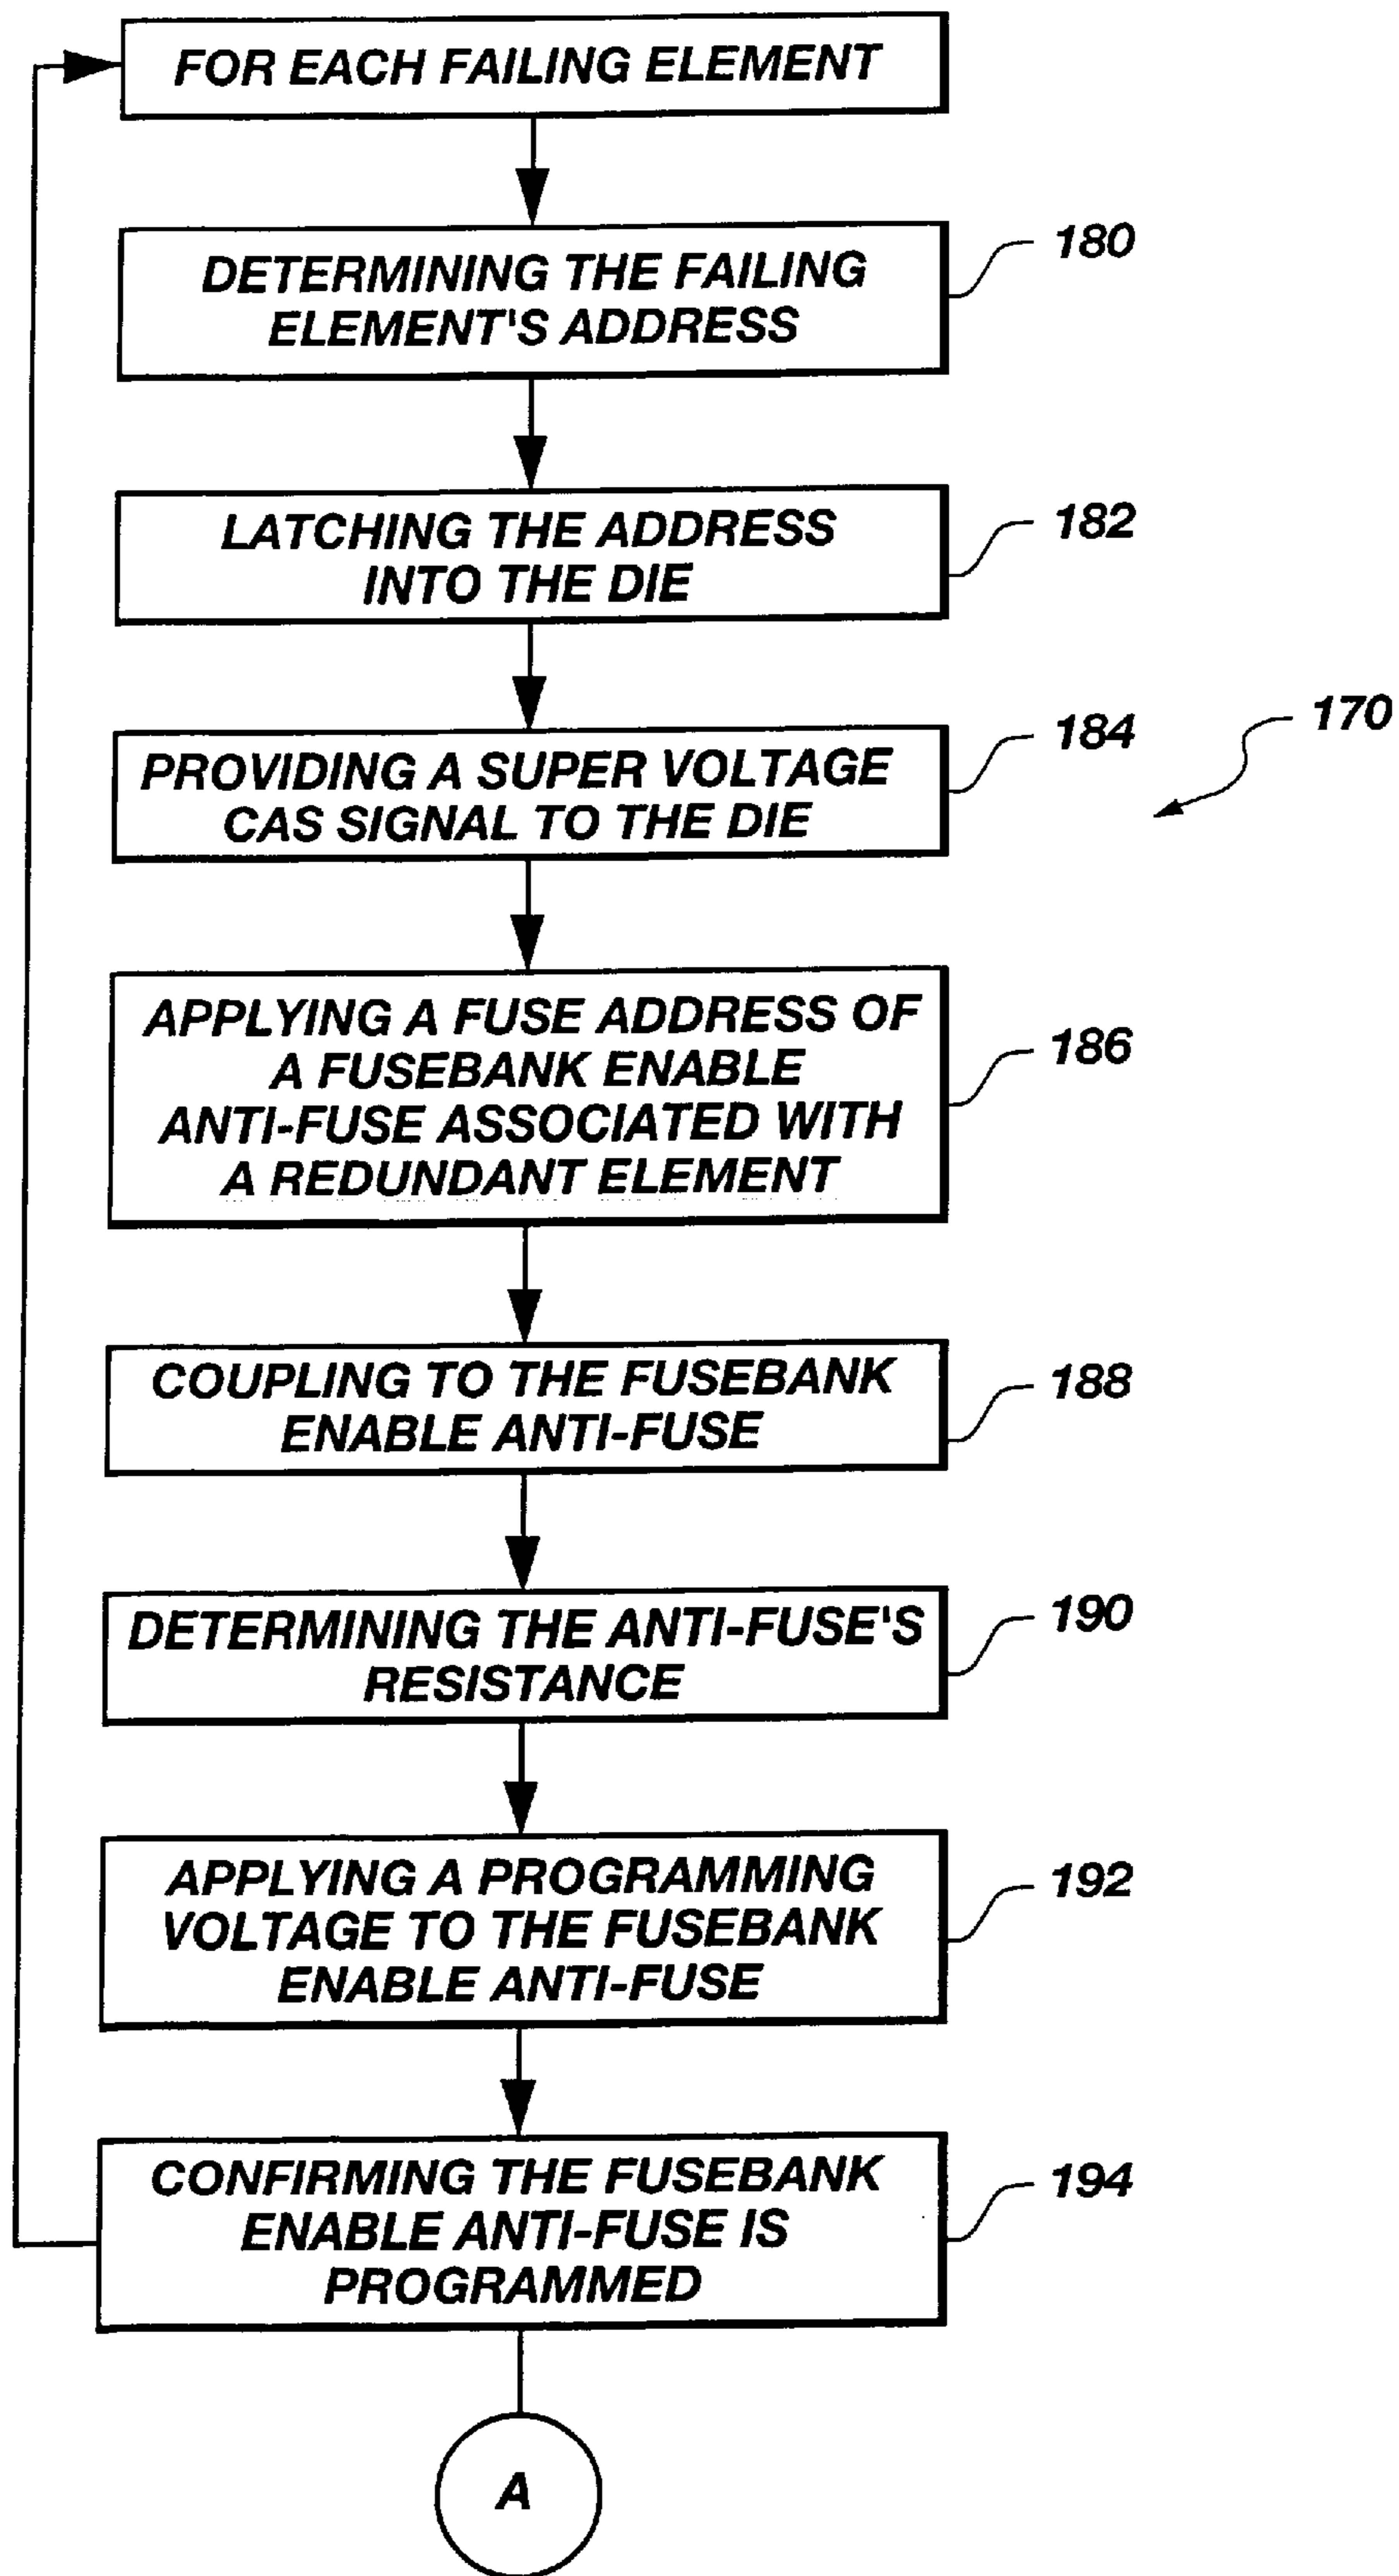 FOR EACH FAILING ELEMENT
DETERMINING THE FAILING
ELEMENT'S ADDRESS
180
LATCHING THE ADDRESS
INTO THE DIE
182
PROVIDING A SUPER VOLTAGE
CAS SIGNAL TO THE DIE
184
170
APPLYING A FUSE ADDRESS OF
A FUSEBANK ENABLE
ANTI-FUSE ASSOCIATED WITH
A REDUNDANT ELEMENT
186
COUPLING TO THE FUSEBANK
ENABLE ANTI-FUSE
188
DETERMINING THE ANTI-FUSE'S
RESISTANCE
190
APPLYING A PROGRAMMING
VOLTAGE TO THE FUSEBANK
ENABLE ANTI-FUSE
192
CONFIRMING THE FUSEBANK
ENABLE ANTI-FUSE IS
PROGRAMMED
194
A